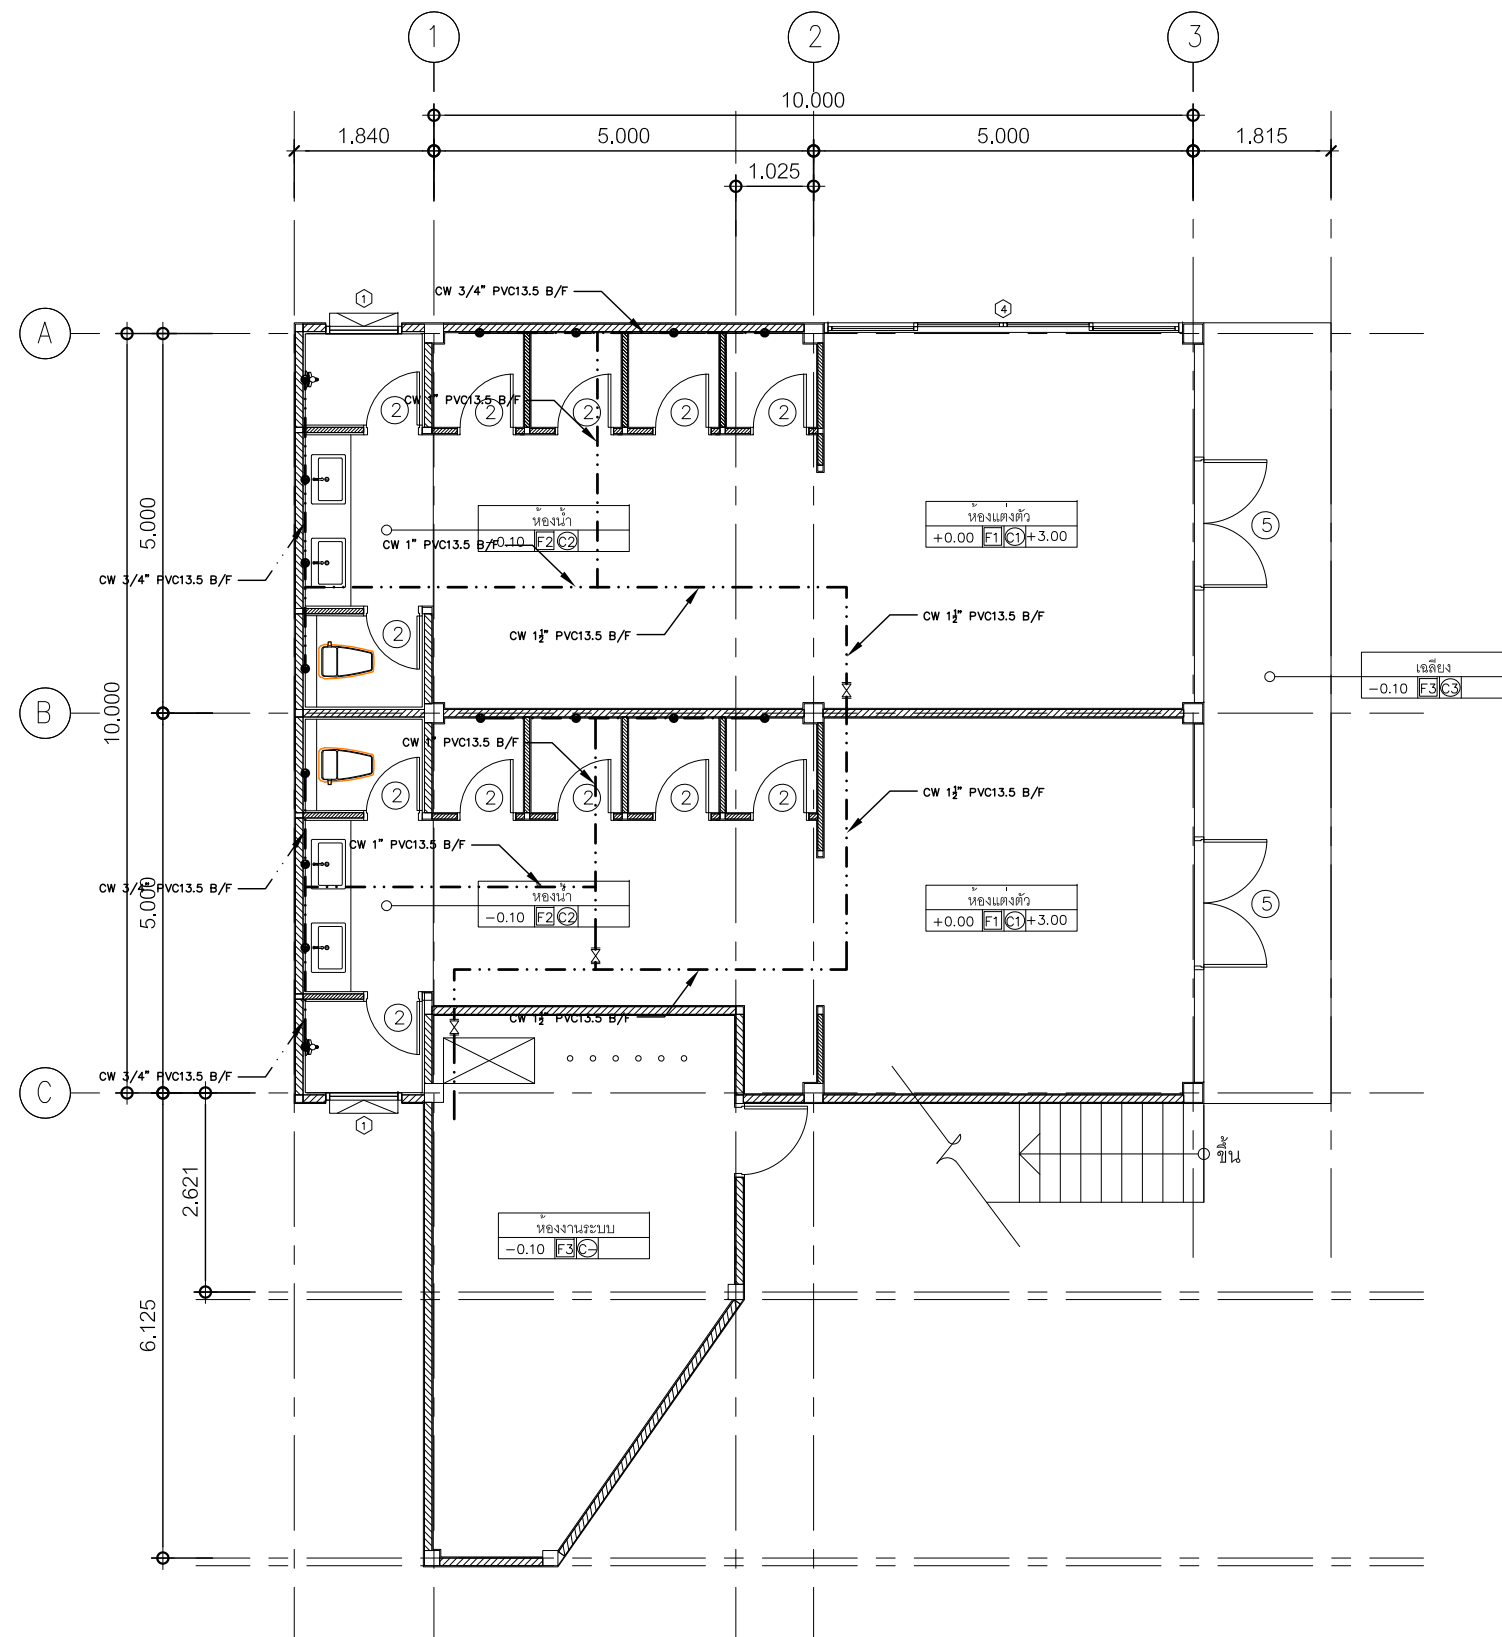 1
2
3
10.000
1.840
5.000
5.000
1.815
1.025
CW 3/4" PVC13.5 B/F
1
4
A
2
CW 1" PVC13.5 B/F
2
2
2
2
5.000
ห้องน้ำ
-0.10 F2 C2
ห้องแต่งตัว
+0.00 F1 C1 +3.00
5
CW 1" PVC13.5 B/F
CW 3/4" PVC13.5 B/F
CW 1½" PVC13.5 B/F
CW 1½" PVC13.5 B/F
2
เฉลียง
-0.10 F3 C3
10.000
B
CW 1" PVC13.5 B/F
2
2
2
2
2
CW 1½" PVC13.5 B/F
CW 1" PVC13.5 B/F
CW 3/4" PVC13.5 B/F
5.000
ห้องน้ำ
-0.10 F2 C2
ห้องแต่งตัว
+0.00 F1 C1 +3.00
5
2
CW 1½" PVC13.5 B/F
CW 3/4" PVC13.5 B/F
C
1
ขึ้น
2.621
ห้องงานระบบ
-0.10 F3 C-
6.125